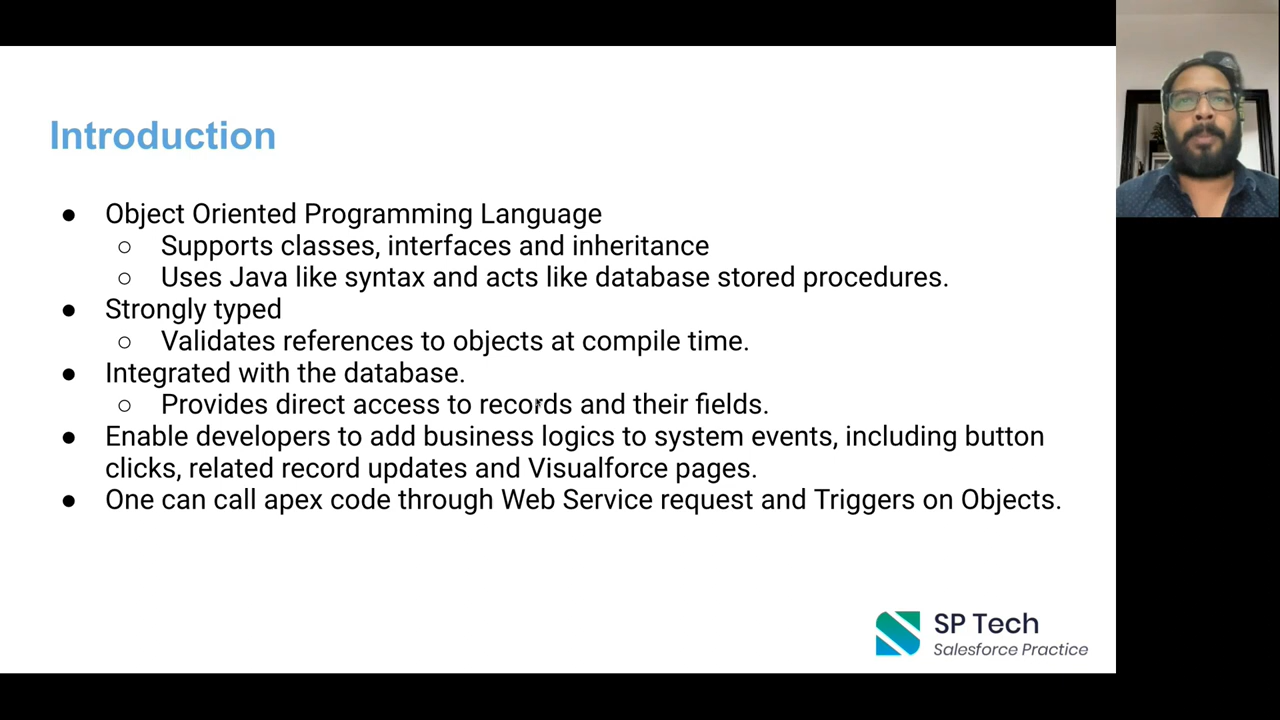 Introduction
● Object Oriented Programming Language
○ Supports classes, interfaces and inheritance
○ Uses Java like syntax and acts like database stored procedures.
● Strongly typed
○ Validates references to objects at compile time.
● Integrated with the database.
○ Provides direct access to records and their fields.
● Enable developers to add business logics to system events, including button
clicks, related record updates and Visualforce pages.
● One can call apex code through Web Service request and Triggers on Objects.
SP Tech
Salesforce Practice